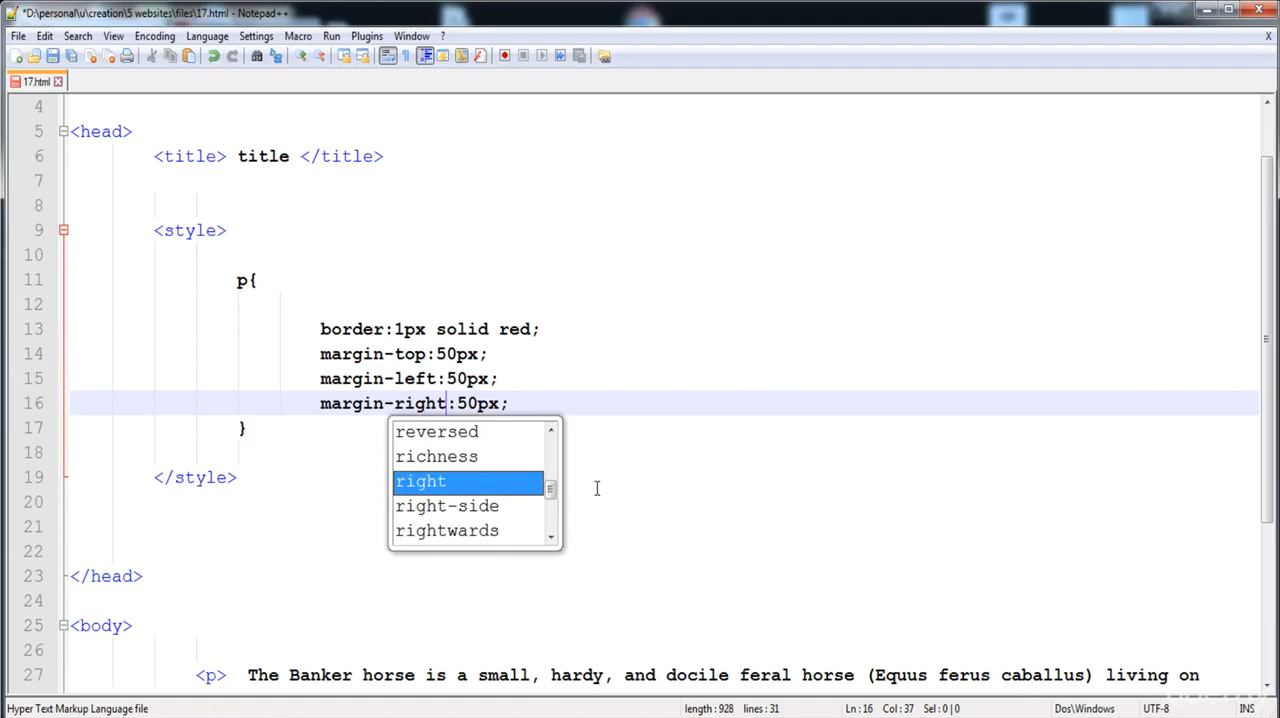 *D:\personal\u\creation\5 websites\files\17.html - Notepad++
File Edit Search View Encoding Language Settings Macro Run Plugins Window ? X
17.html
4
5 <head>
6 <title> title </title>
7
8
9 <style>
10
11 p{
12
13 border:1px solid red;
14 margin-top:50px;
15 margin-left:50px;
16 margin-right:50px;
17 }
18
19 </style>
20
21
22
23 </head>
24
25 <body>
26
27 <p> The Banker horse is a small, hardy, and docile feral horse (Equus ferus caballus) living on
reversed
richness
right
right-side
rightwards
Hyper Text Markup Language file length:928 lines:31 Ln:16 Col:37 Sel:0|0 Dos\Windows UTF-8 INS